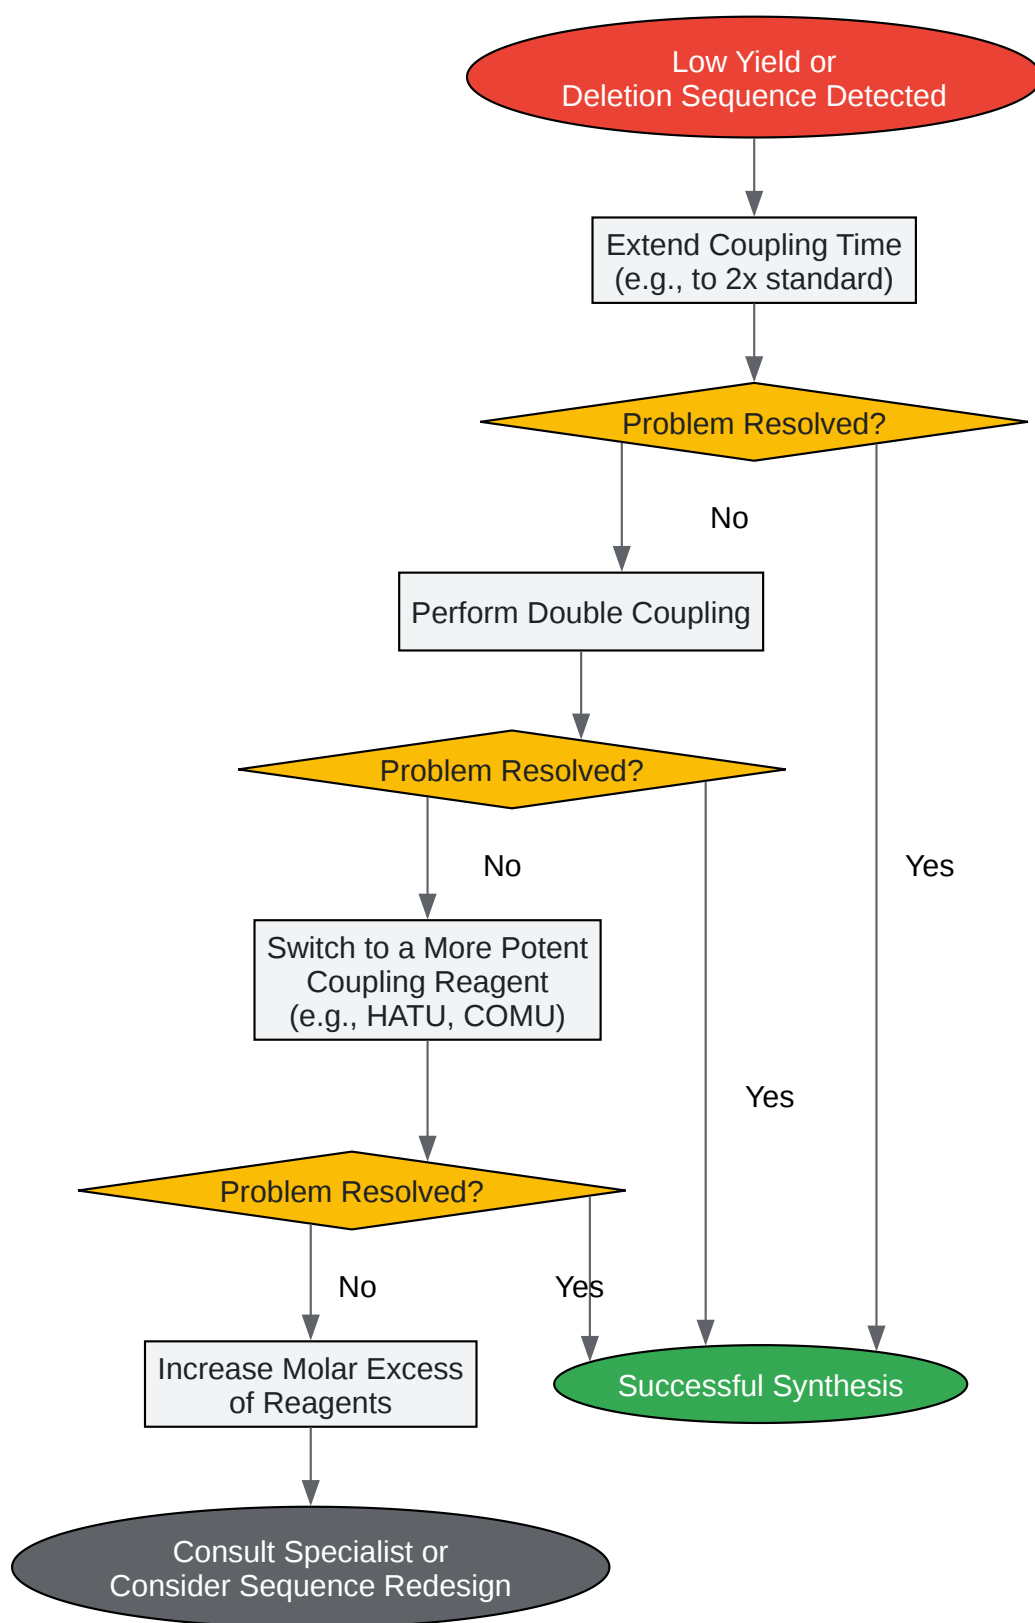 Low Yield or
Deletion Sequence Detected
Extend Coupling Time
(e.g., to 2x standard)
Problem Resolved?
No
Perform Double Coupling
Problem Resolved?
No
Yes
Switch to a More Potent
Coupling Reagent
(e.g., HATU, COMU)
Yes
Problem Resolved?
No
Yes
Increase Molar Excess
of Reagents
Successful Synthesis
Consult Specialist or
Consider Sequence Redesign